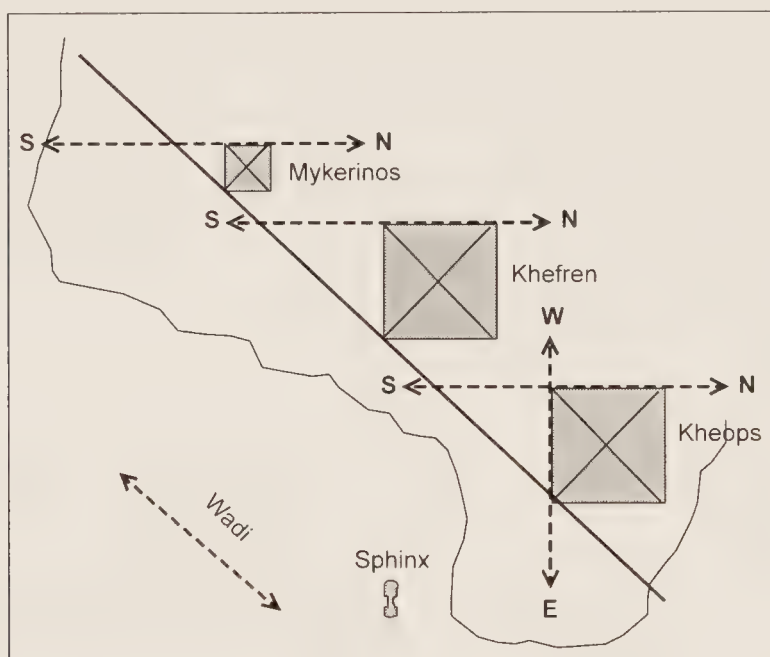 S N
Mykerinos
S N
Khefren
W
S N
Kheops
Wadi
Sphinx
E